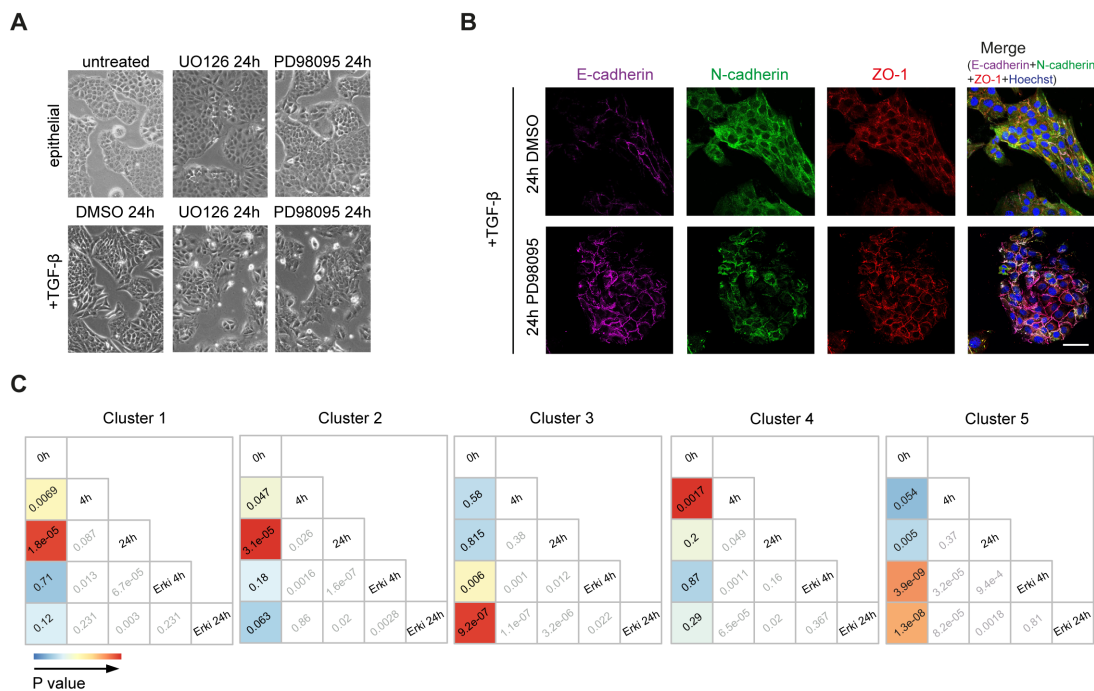 A
untreated
UO126 24h
PD98095 24h
epithelial
DMSO 24h
UO126 24h
PD98095 24h
+TGF-β
B
E-cadherin
N-cadherin
ZO-1
Merge
(E-cadherin+N-cadherin
+ZO-1+Hoechst)
+TGF-β
24h DMSO
24h PD98095
C
Cluster 1
0h
0.0069 4h
1.8e-05 0.087 24h
0.71 0.013 6.7e-05 Erki 4h
0.12 0.231 0.003 0.231 Erki 24h
Cluster 2
0h
0.047 4h
3.1e-05 0.026 24h
0.18 0.0016 1.6e-07 Erki 4h
0.063 0.86 0.02 0.0028 Erki 24h
Cluster 3
0h
0.58 4h
0.815 0.38 24h
0.006 0.001 0.012 Erki 4h
9.2e-07 1.1e-07 3.2e-06 0.022 Erki 24h
Cluster 4
0h
0.0017 4h
0.2 0.049 24h
0.87 0.0011 0.16 Erki 4h
0.29 6.5e-05 0.02 0.367 Erki 24h
Cluster 5
0h
0.054 4h
0.005 0.37 24h
3.9e-09 3.2e-05 9.4e-4 Erki 4h
1.3e-08 8.2e-05 0.0018 0.81 Erki 24h
P value